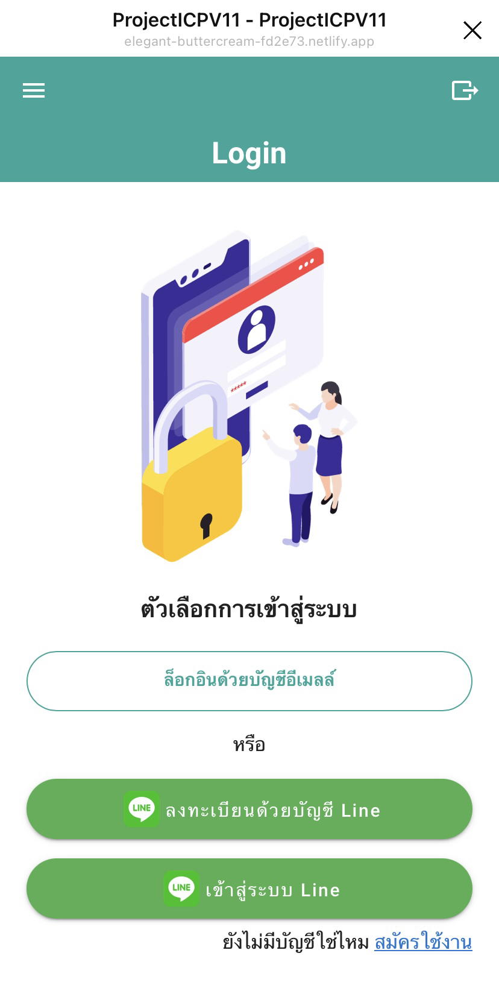 ProjectICPV11 - ProjectICPV11
elegant-buttercream-fd2e73.netlify.app
Login
*****
ตัวเลือกการเข้าสู่ระบบ
ล็อกอินด้วยบัญชีอีเมลล์
หรือ
LINE ลงทะเบียนด้วยบัญชี Line
LINE เข้าสู่ระบบ Line
ยังไม่มีบัญชีใช่ไหม สมัครใช้งาน